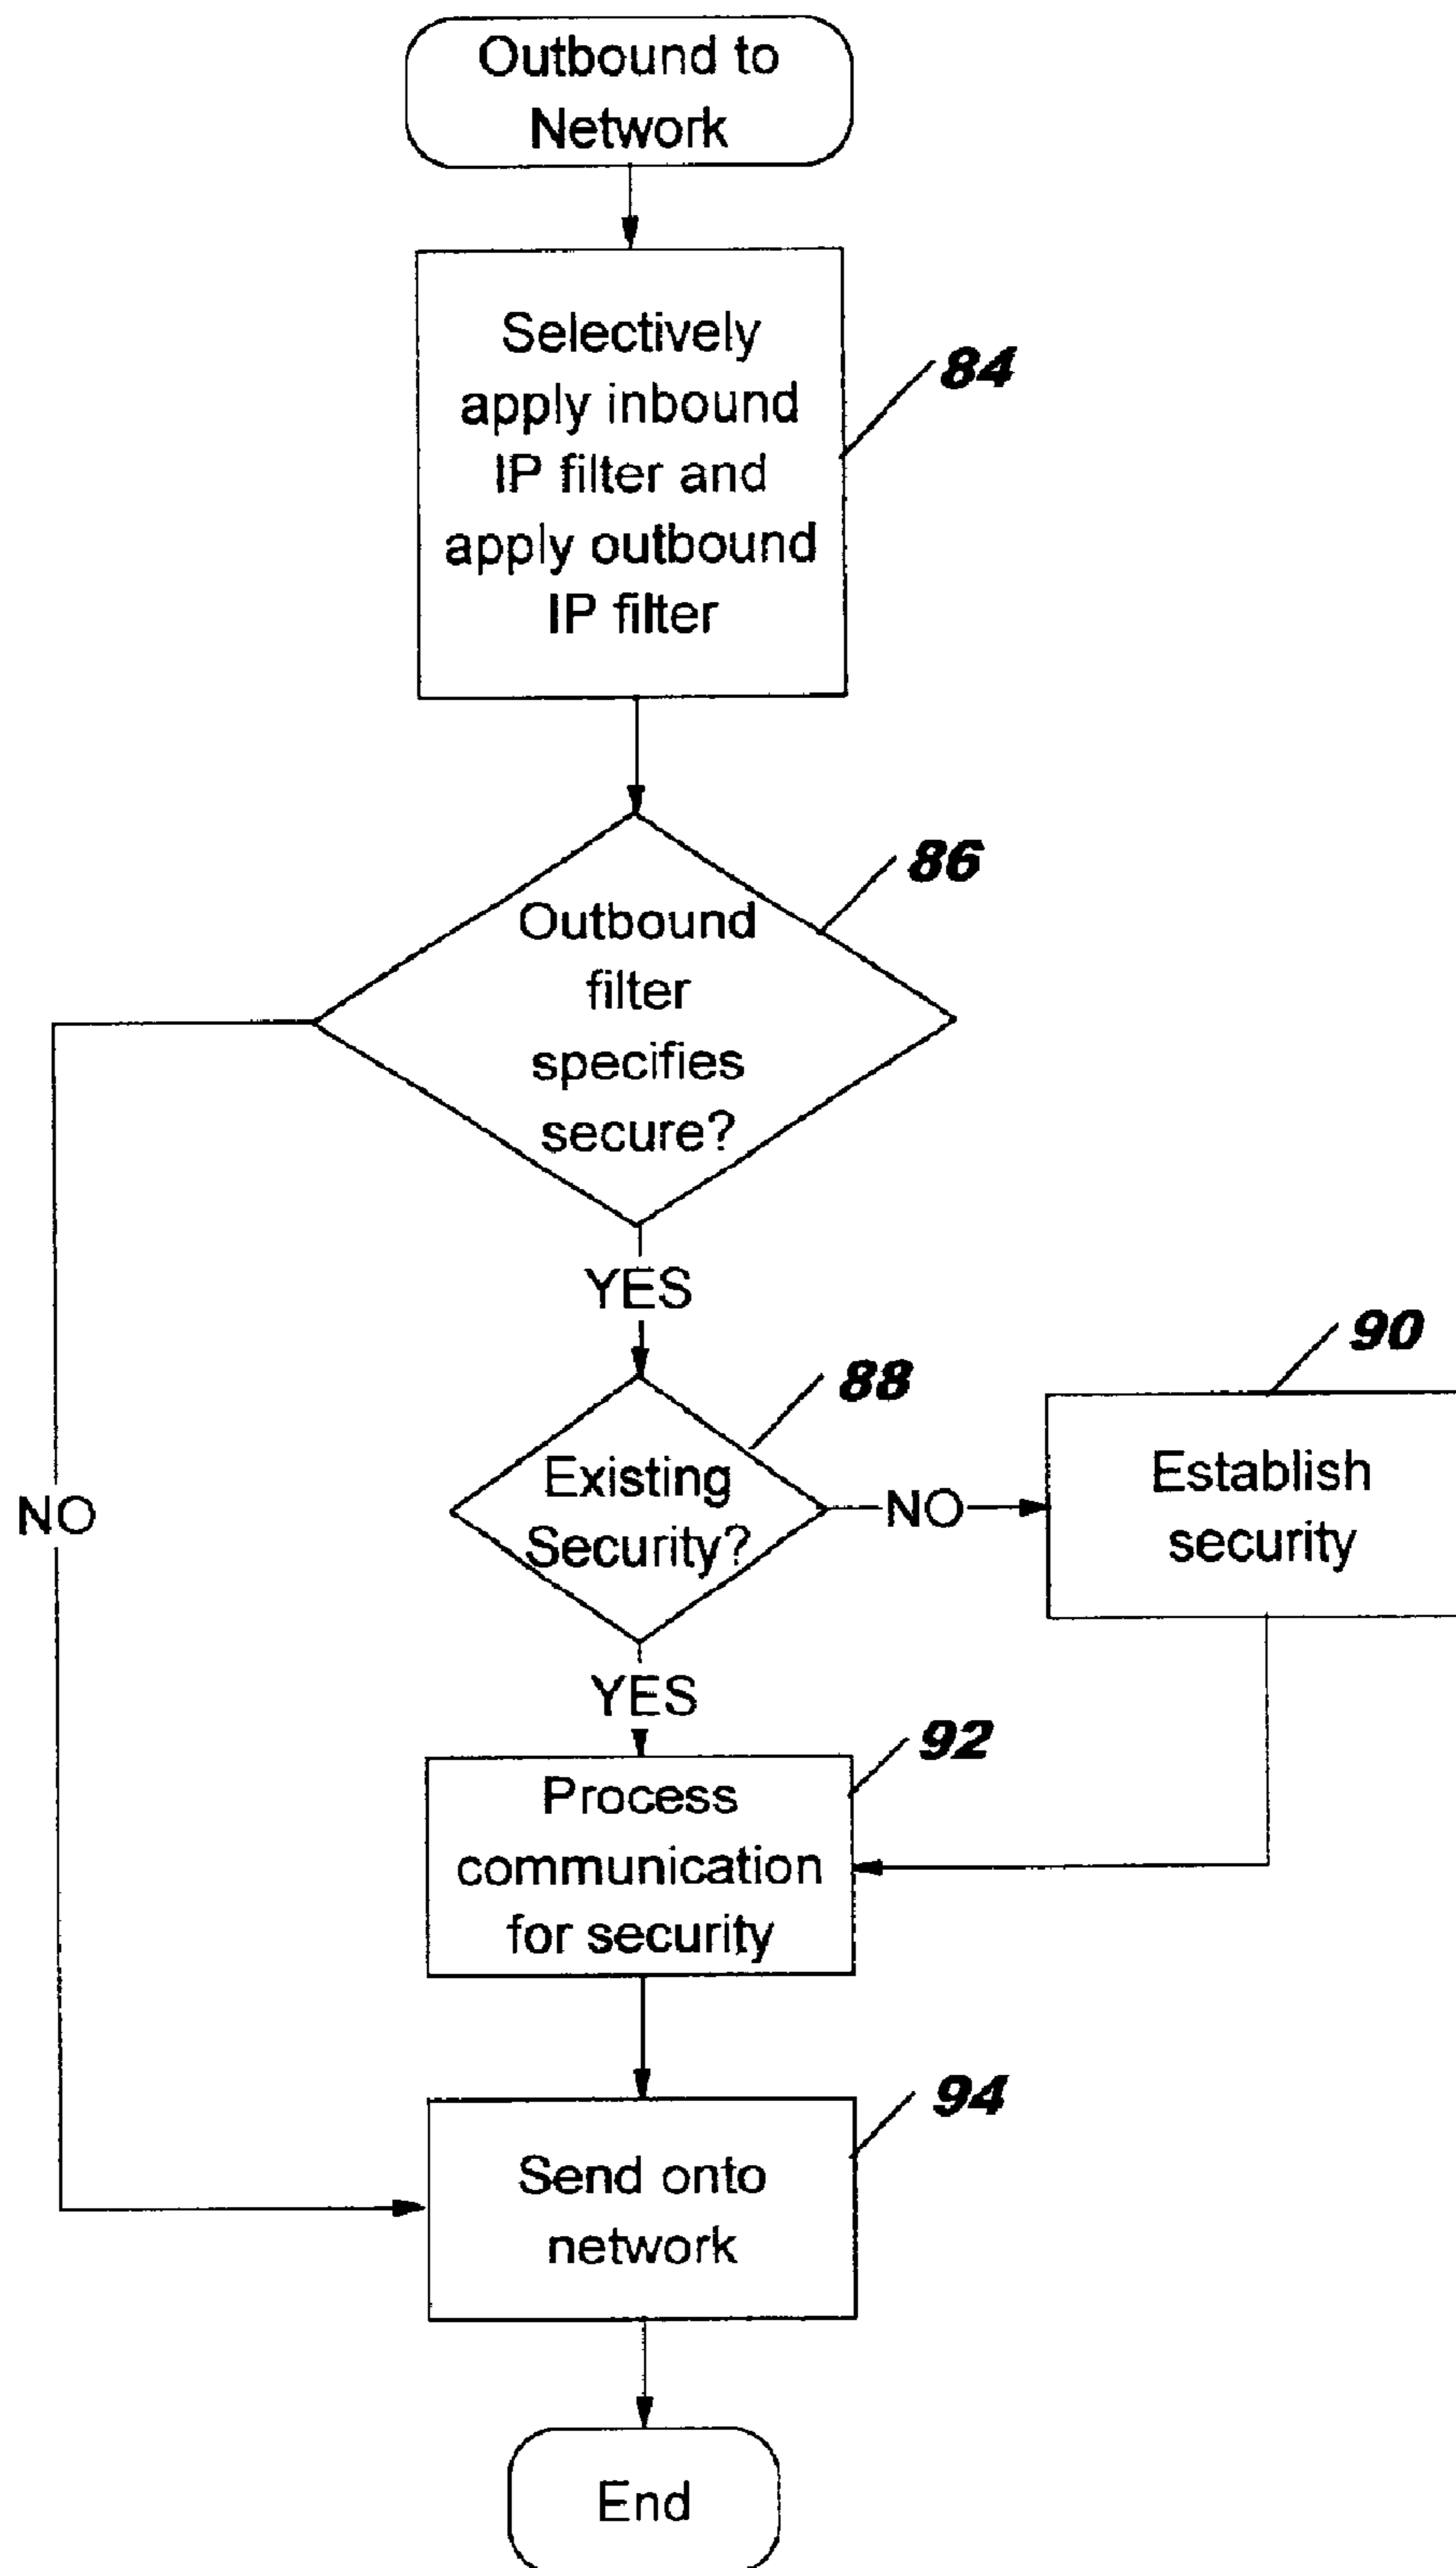 Outbound to
Network
Selectively
apply inbound
IP filter and
apply outbound
IP filter
84
Outbound
filter
specifies
secure?
86
YES
NO
Existing
Security?
88
NO
Establish
security
90
YES
Process
communication
for security
92
Send onto
network
94
End